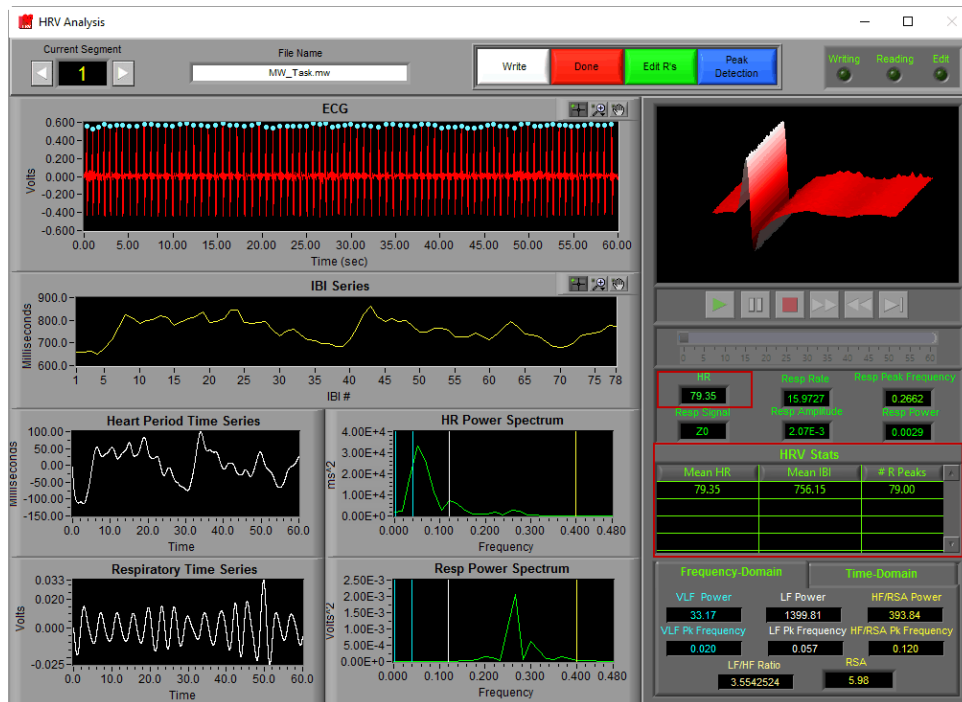 HRV Analysis
Current Segment
1
File Name
MW_Task.mw
Write
Done
Edit R's
Peak Detection
Writing Reading Edit
ECG
Volts
0.600
0.400
0.200
0.000
-0.200
-0.400
-0.600
0.00 5.00 10.00 15.00 20.00 25.00 30.00 35.00 40.00 45.00 50.00 55.00 60.00
Time (sec)
IBI Series
Milliseconds
900.0
800.0
700.0
600.0
1 5 10 15 20 25 30 35 40 45 50 55 60 65 70 75 78
IBI #
Heart Period Time Series
Milliseconds
100.00
50.00
0.00
-50.00
-100.00
-150.00
0.0 10.0 20.0 30.0 40.0 50.0 60.0
Time
HR Power Spectrum
ms^2
4.00E+4
3.00E+4
2.00E+4
1.00E+4
0.00E+0
0.000 0.100 0.200 0.300 0.400 0.480
Frequency
Respiratory Time Series
Volts
0.033
0.020
0.000
-0.025
0.0 10.0 20.0 30.0 40.0 50.0 60.0
Time
Resp Power Spectrum
Volts^2
2.50E-3
2.00E-3
1.50E-3
1.00E-3
5.00E-4
0.00E+0
0.000 0.100 0.200 0.300 0.400 0.480
Frequency
0 5 10 15 20 25 30 35 40 45 50 55 60
HR Resp Rate Resp Peak Frequency
79.35 15.9727 0.2662
Resp Signal Resp Amplitude Resp Power
Z0 2.07E-3 0.0029
HRV Stats
Mean HR Mean IBI # R Peaks
79.35 756.15 79.00
Frequency-Domain Time-Domain
VLF Power LF Power HF/RSA Power
33.17 1399.81 393.84
VLF Pk Frequency LF Pk Frequency HF/RSA Pk Frequency
0.020 0.057 0.120
LF/HF Ratio RSA
3.5542524 5.98